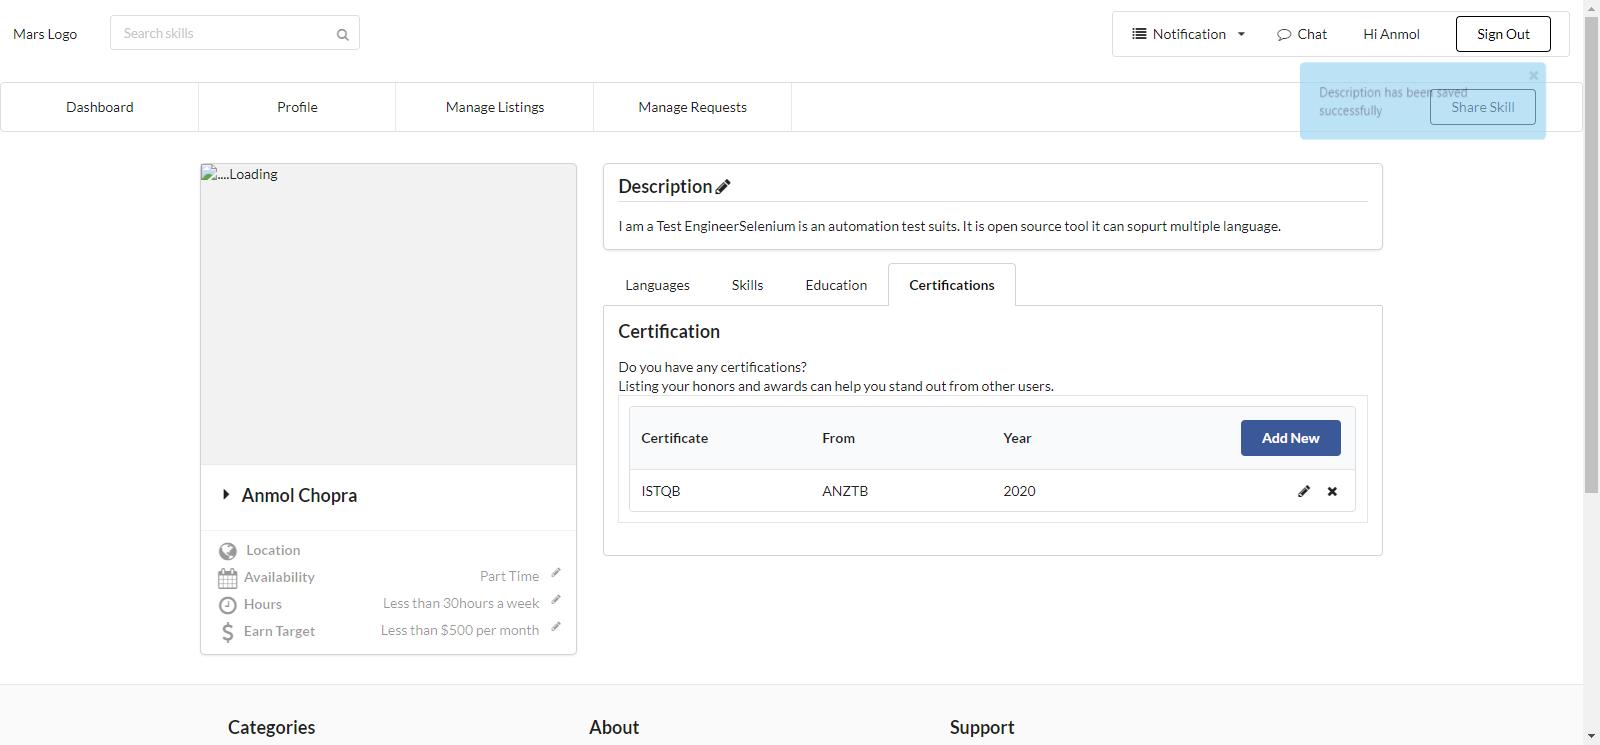 Mars Logo
Search skills
Notification
Chat
Hi Anmol
Sign Out
Dashboard
Profile
Manage Listings
Manage Requests
Description has been saved
successfully
Share Skill
....Loading
Description
I am a Test EngineerSelenium is an automation test suits. It is open source tool it can sopurt multiple language.
Languages
Skills
Education
Certifications
Certification
Do you have any certifications?
Listing your honors and awards can help you stand out from other users.
Certificate From Year Add New
ISTQB ANZTB 2020
Anmol Chopra
Location
Availability Part Time
Hours Less than 30hours a week
Earn Target Less than $500 per month
Categories
About
Support